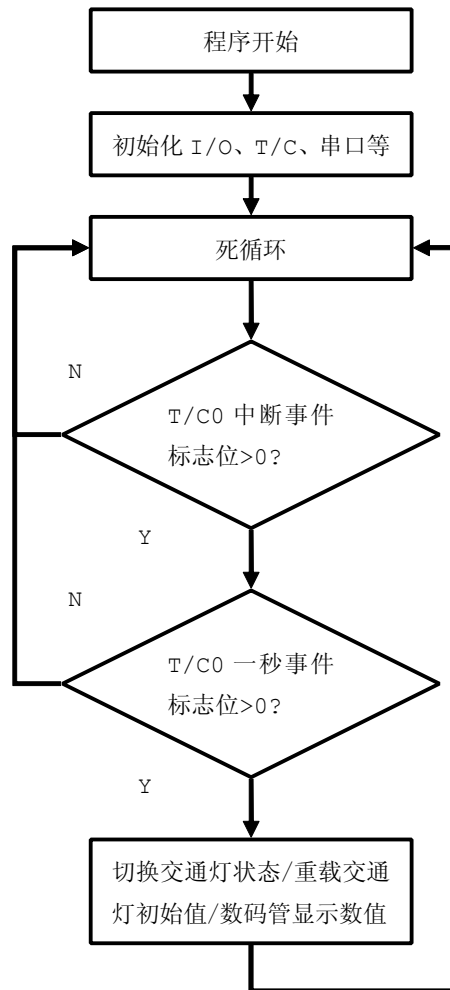 程序开始
初始化 I/O、T/C、串口等
死循环
N
T/C0 中断事件
标志位>0?
Y
N
T/C0 一秒事件
标志位>0?
Y
切换交通灯状态/重载交通
灯初始值/数码管显示数值